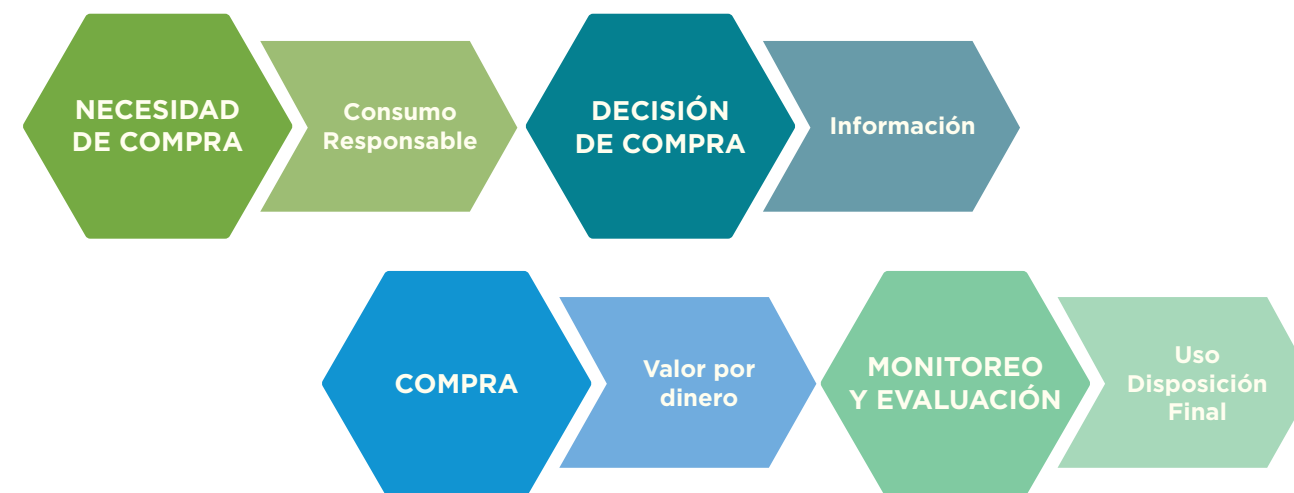 NECESIDAD
DE COMPRA
Consumo
Responsable
DECISIÓN
DE COMPRA
Información
COMPRA
Valor por
dinero
MONITOREO
Y EVALUACIÓN
Uso
Disposición
Final